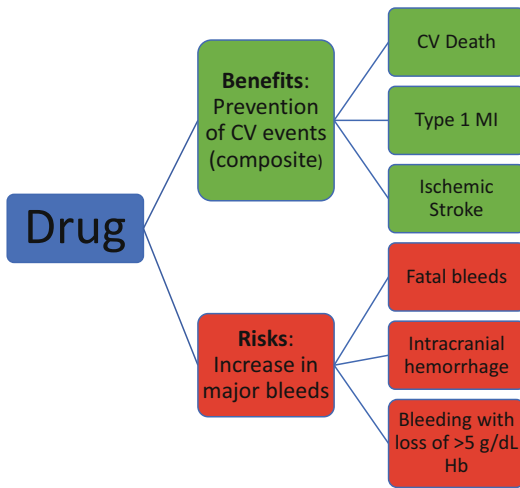 Drug
Benefits:
Prevention
of CV events
(composite)
CV Death
Type 1 MI
Ischemic
Stroke
Risks:
Increase in
major bleeds
Fatal bleeds
Intracranial
hemorrhage
Bleeding with
loss of >5 g/dL
Hb